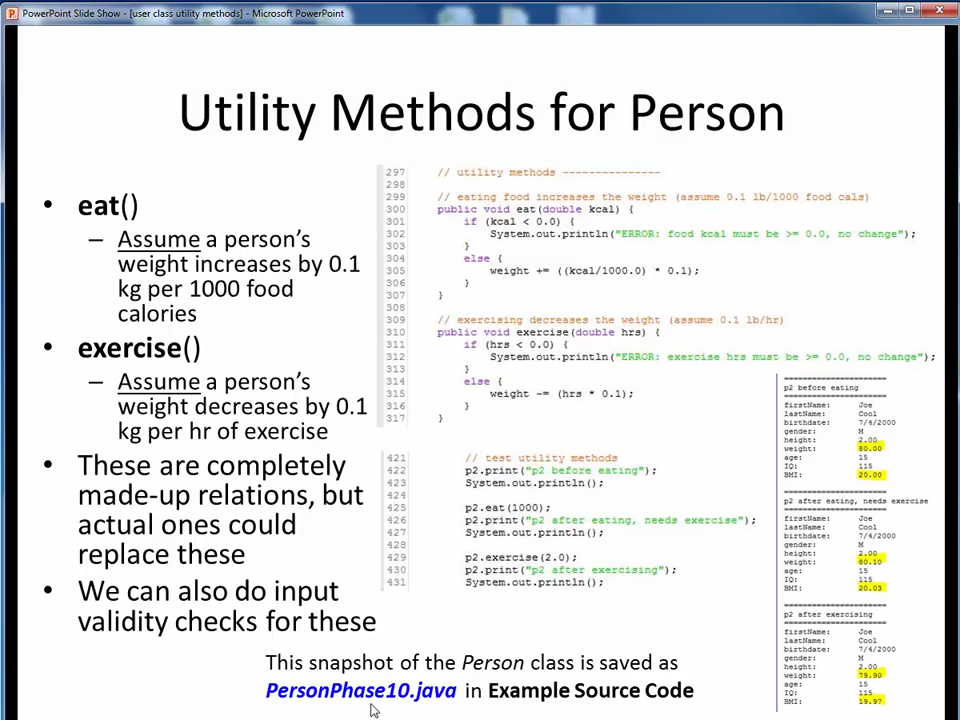 PowerPoint Slide Show - [user class utility methods] - Microsoft PowerPoint
Utility Methods for Person
• eat()
– Assume a person's
weight increases by 0.1
kg per 1000 food
calories
• exercise()
– Assume a person's
weight decreases by 0.1
kg per hr of exercise
• These are completely
made-up relations, but
actual ones could
replace these
• We can also do input
validity checks for these
297 // utility methods ---------------
298
299 // eating food increases the weight (assume 0.1 lb/1000 food cals)
300 public void eat(double kcal) {
301 if (kcal < 0.0) {
302 System.out.println("ERROR: food kcal must be >= 0.0, no change");
303 }
304 else {
305 weight += ((kcal/1000.0) * 0.1);
306 }
307 }
308
309 // exercising decreases the weight (assume 0.1 lb/hr)
310 public void exercise(double hrs) {
311 if (hrs < 0.0) {
312 System.out.println("ERROR: exercise hrs must be >= 0.0, no change");
313 }
314 else {
315 weight -= (hrs * 0.1);
316 }
317 }
421 // test utility methods
422 p2.print("p2 before eating");
423 System.out.println();
424
425 p2.eat(1000);
426 p2.print("p2 after eating, needs exercise");
427 System.out.println();
428
429 p2.exercise(2.0);
430 p2.print("p2 after exercising");
431 System.out.println();
=====================
p2 before eating
=====================
firstName: Joe
lastName: Cool
birthdate: 7/4/2000
gender: M
height: 2.00
weight: 80.00
age: 15
IQ: 115
BMI: 20.00
=====================
p2 after eating, needs exercise
=====================
firstName: Joe
lastName: Cool
birthdate: 7/4/2000
gender: M
height: 2.00
weight: 80.10
age: 15
IQ: 115
BMI: 20.03
=====================
p2 after exercising
=====================
firstName: Joe
lastName: Cool
birthdate: 7/4/2000
gender: M
height: 2.00
weight: 79.90
age: 15
IQ: 115
BMI: 19.97
This snapshot of the Person class is saved as
PersonPhase10.java in Example Source Code